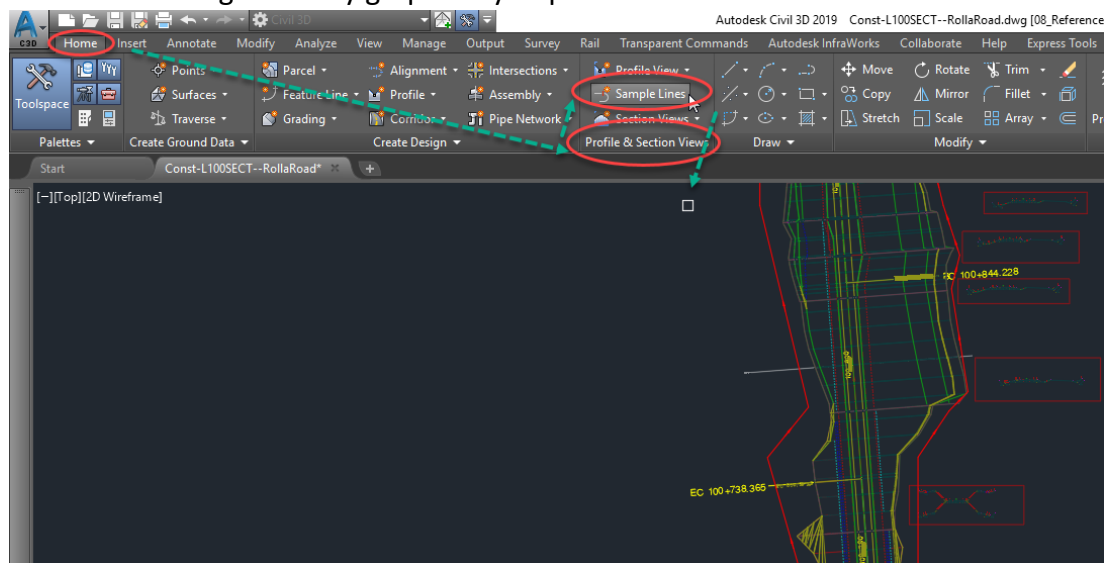 Civil 3D
Autodesk Civil 3D 2019 Const-L100SECT--RollaRoad.dwg [08_Reference
C3D Home Insert Annotate Modify Analyze View Manage Output Survey Rail Transparent Commands Autodesk InfraWorks Collaborate Help Express Tools
Points Parcel Alignment Intersections Profile View Move Rotate Trim
Toolspace Surfaces Feature Line Profile Assembly Sample Lines Copy Mirror Fillet
Traverse Grading Corridor Pipe Network Section Views Stretch Scale Array Pr
Palettes Create Ground Data Create Design Profile & Section Views Draw Modify
Start Const-L100SECT--RollaRoad*
[−][Top][2D Wireframe]
BC 100+844.228
EC 100+738.365